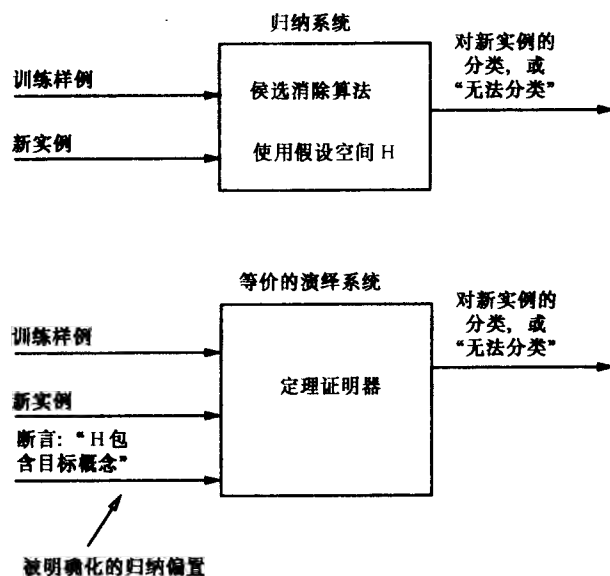 归纳系统
训练样例
新实例
侯选消除算法
使用假设空间 H
对新实例的
分类，或
“无法分类”
等价的演绎系统
训练样例
新实例
断言：“H 包
含目标概念”
定理证明器
对新实例的
分类，或
“无法分类”
被明确化的归纳偏置